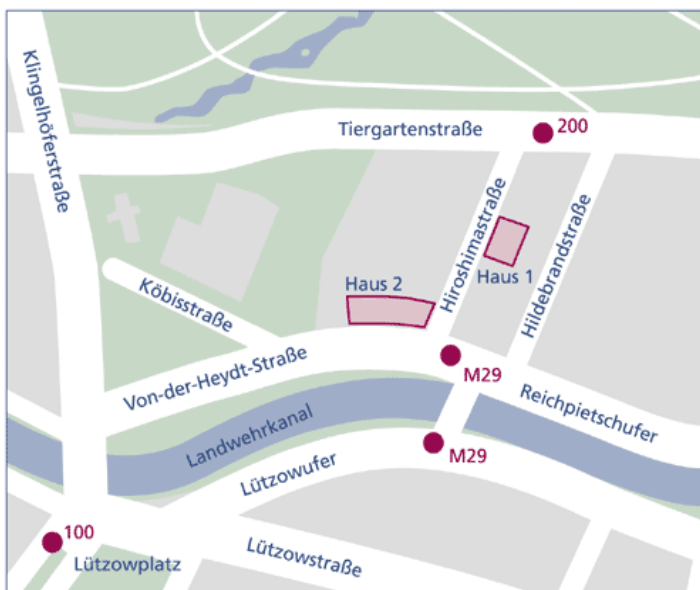 Klingelhöferstraße
Tiergartenstraße
200
Hiroshimastraße
Haus 1
Hildebrandstraße
Haus 2
Köbisstraße
Von-der-Heydt-Straße
M29
Reichpietschufer
Landwehrkanal
M29
Lützowufer
100
Lützowplatz
Lützowstraße